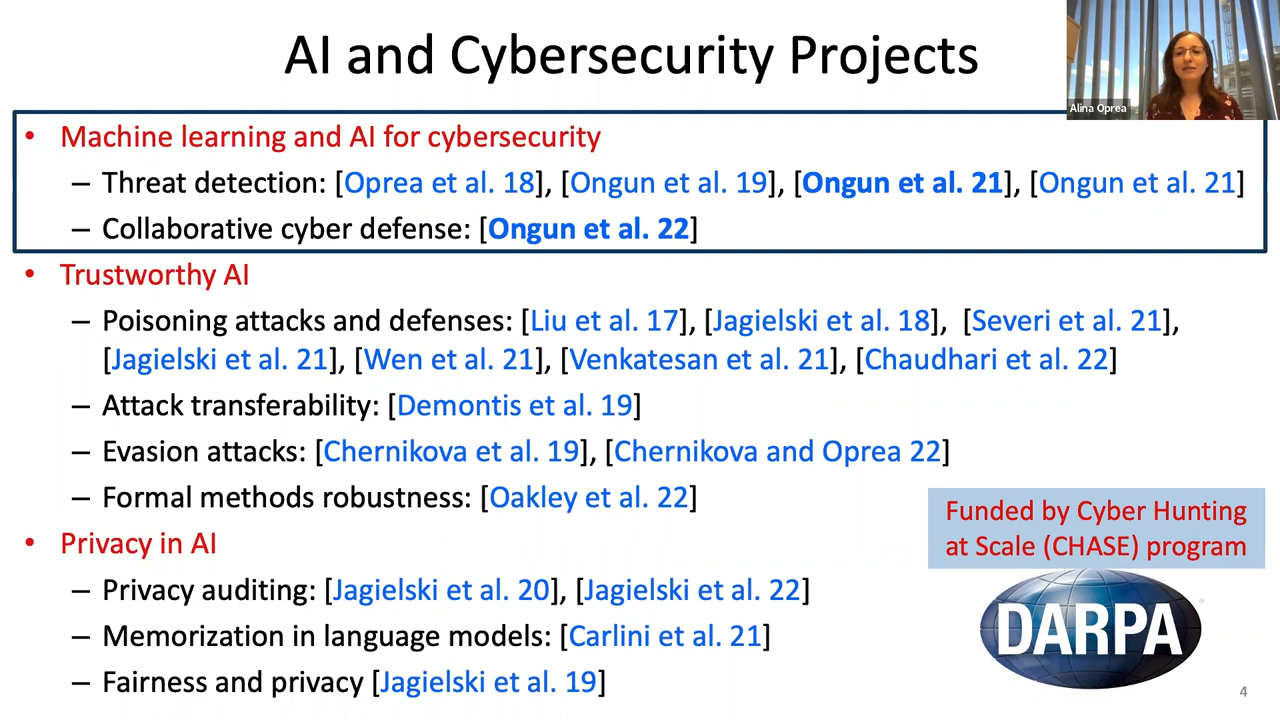 AI and Cybersecurity Projects
Alina Oprea
• Machine learning and AI for cybersecurity
– Threat detection: [Oprea et al. 18], [Ongun et al. 19], [Ongun et al. 21], [Ongun et al. 21]
– Collaborative cyber defense: [Ongun et al. 22]
• Trustworthy AI
– Poisoning attacks and defenses: [Liu et al. 17], [Jagielski et al. 18], [Severi et al. 21],
[Jagielski et al. 21], [Wen et al. 21], [Venkatesan et al. 21], [Chaudhari et al. 22]
– Attack transferability: [Demontis et al. 19]
– Evasion attacks: [Chernikova et al. 19], [Chernikova and Oprea 22]
– Formal methods robustness: [Oakley et al. 22]
Funded by Cyber Hunting
at Scale (CHASE) program
• Privacy in AI
– Privacy auditing: [Jagielski et al. 20], [Jagielski et al. 22]
– Memorization in language models: [Carlini et al. 21]
– Fairness and privacy [Jagielski et al. 19]
DARPA
4